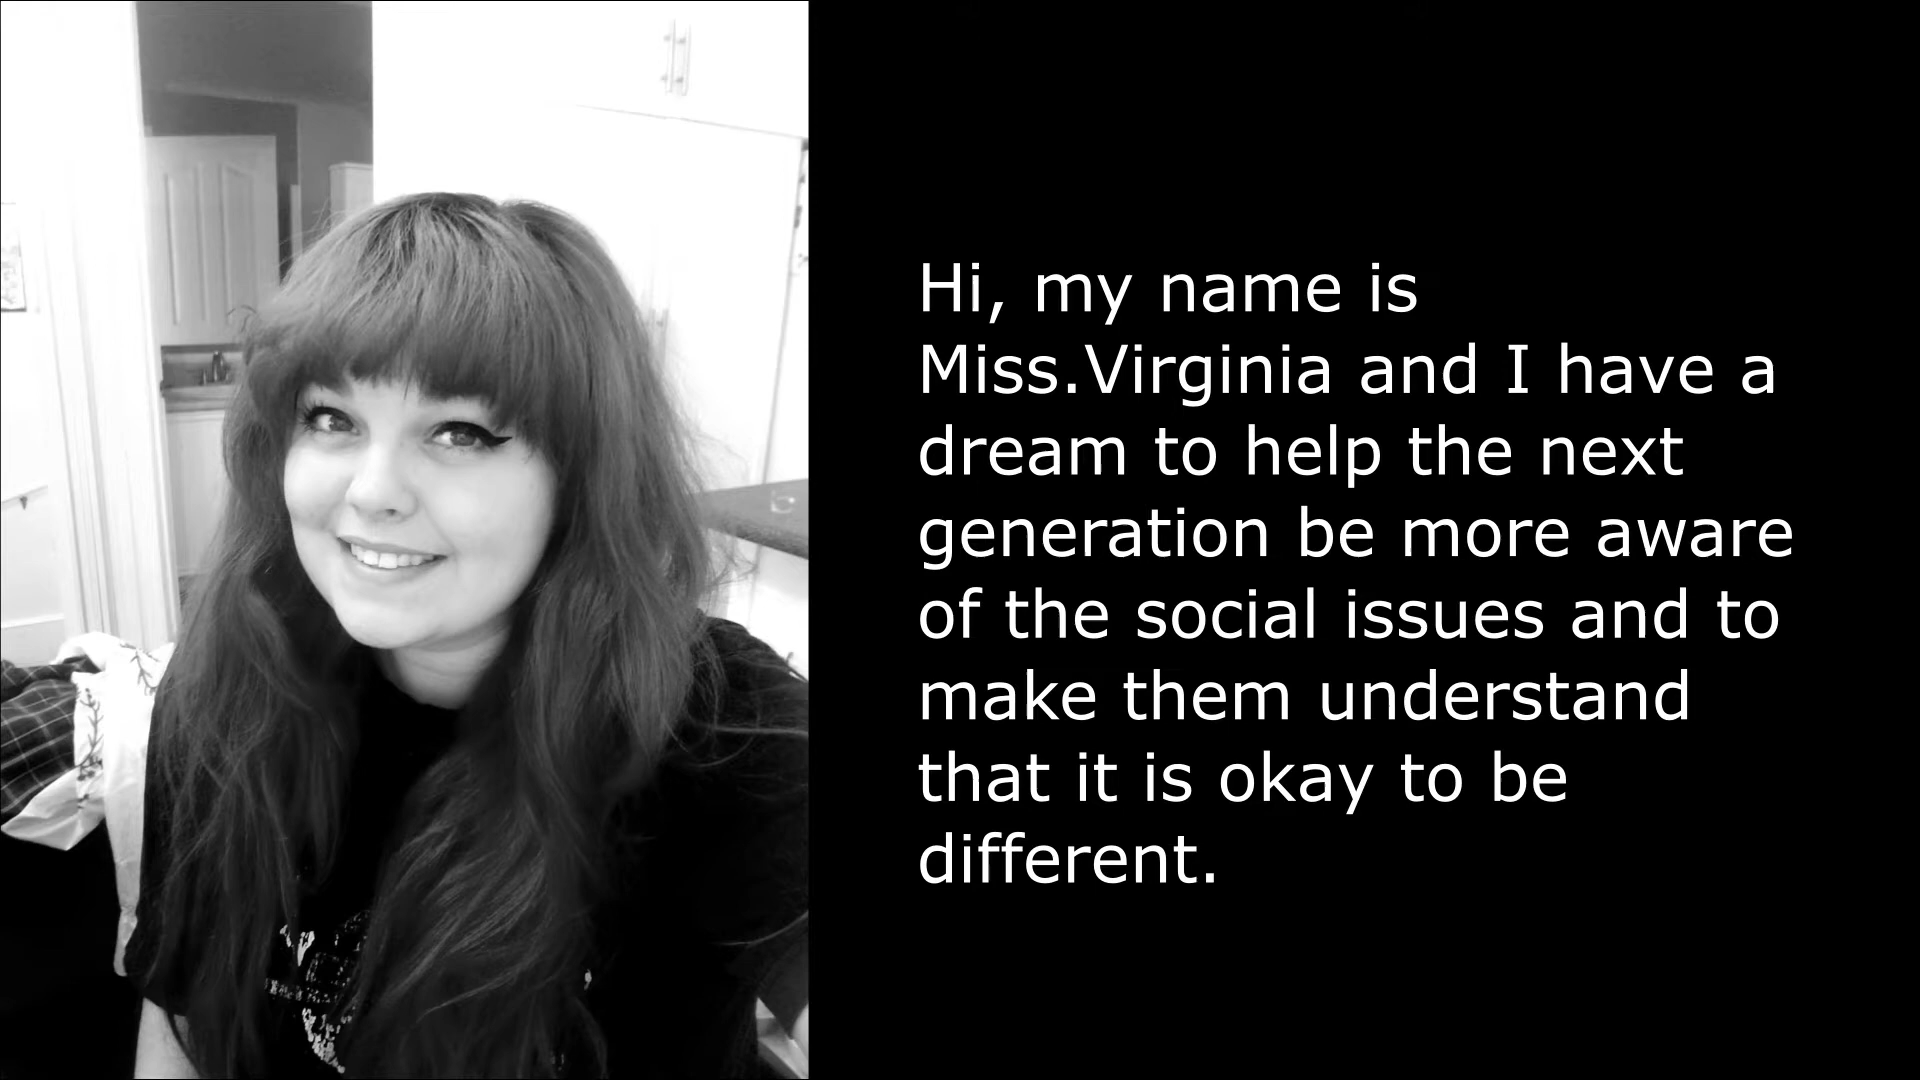 Hi, my name is
Miss.Virginia and I have a
dream to help the next
generation be more aware
of the social issues and to
make them understand
that it is okay to be
different.